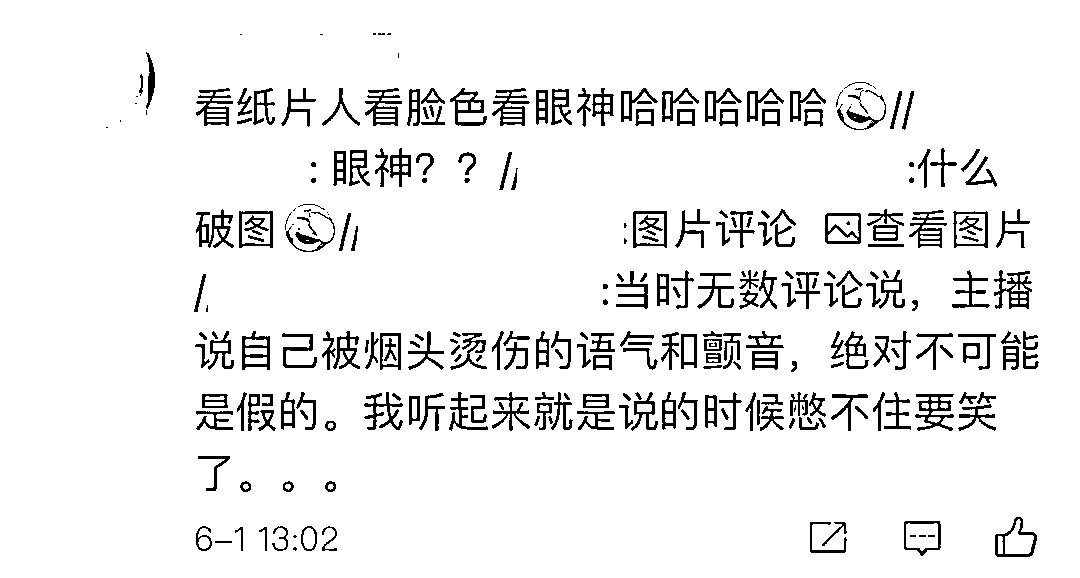 看纸片人看脸色看眼神哈哈哈哈哈//
: 眼神？？//
:什么
破图//
:图片评论 查看图片
/
:当时无数评论说，主播
说自己被烟头烫伤的语气和颤音，绝对不可能
是假的。我听起来就是说的时候憋不住要笑
了。。。
6-1 13:02